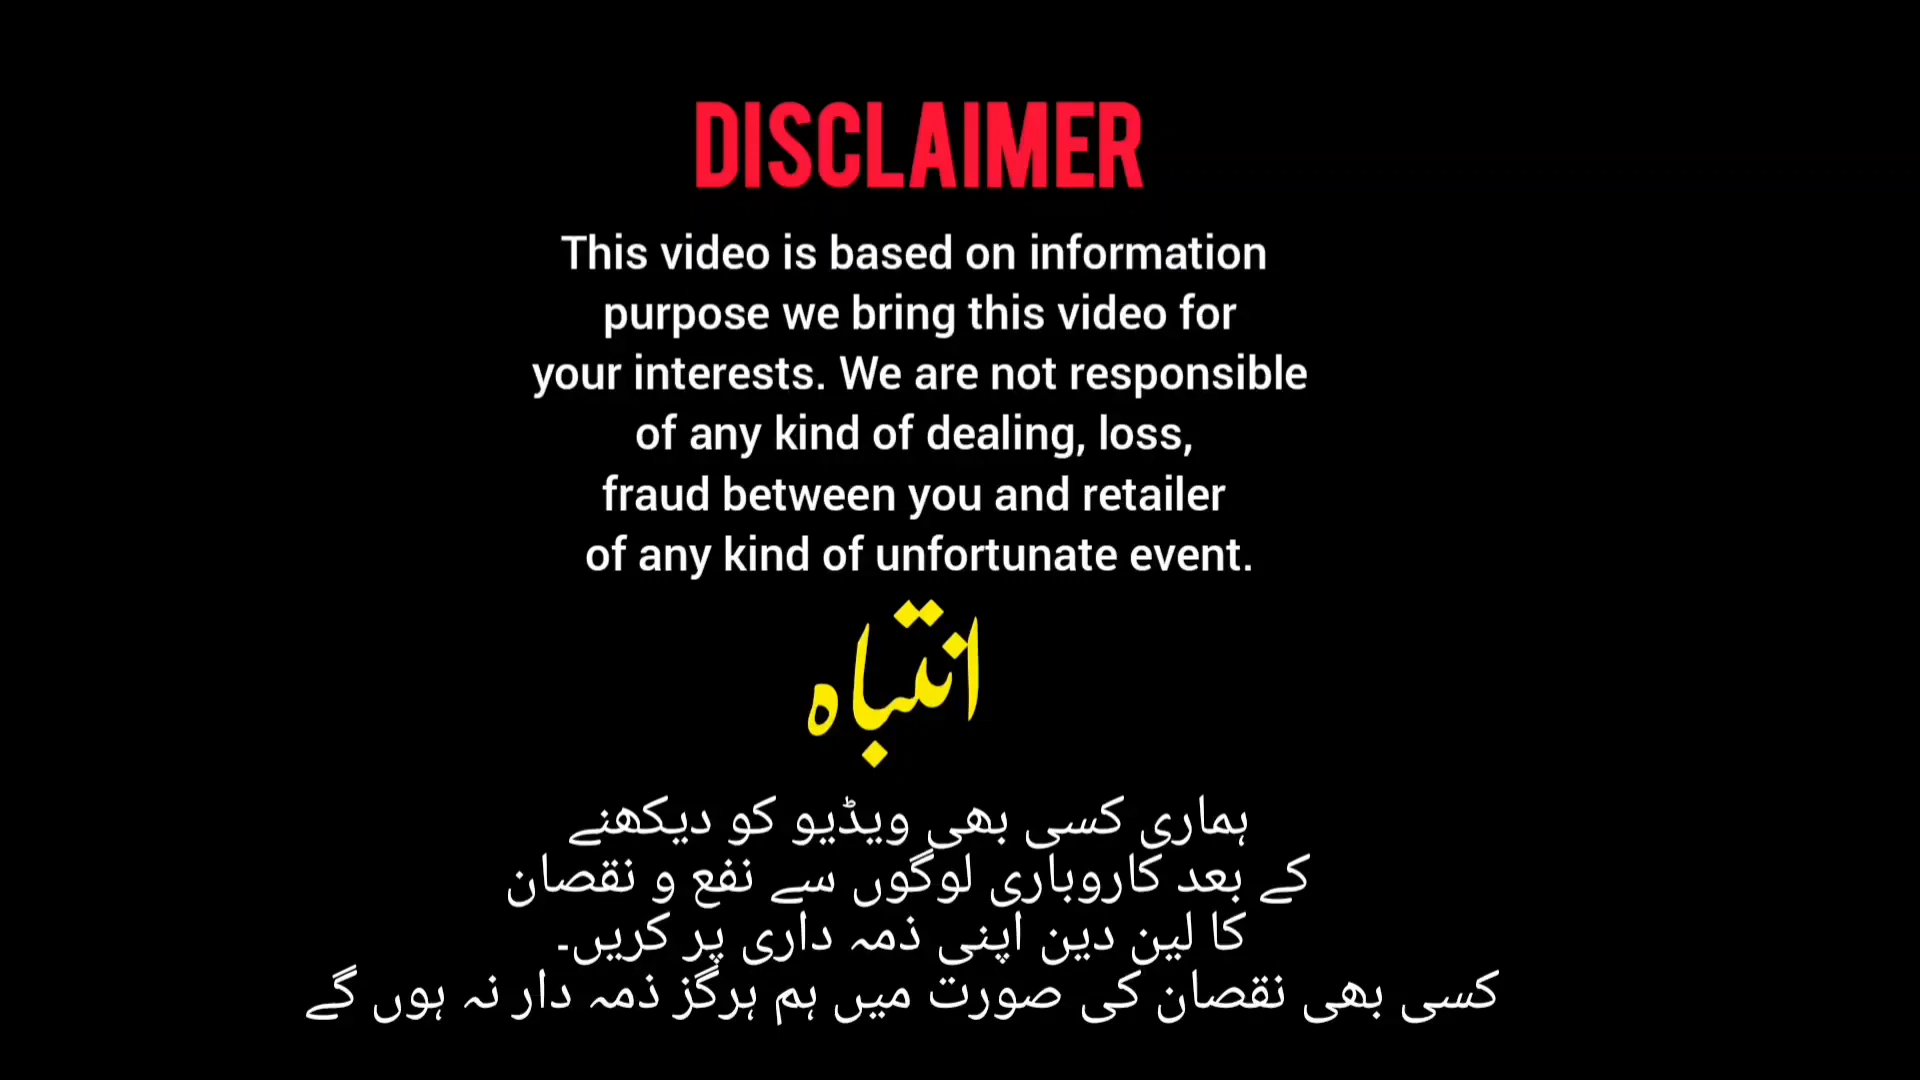 DISCLAIMER
This video is based on information
purpose we bring this video for
your interests. We are not responsible
of any kind of dealing, loss,
fraud between you and retailer
of any kind of unfortunate event.
انتباہ
ہماری کسی بھی ویڈیو کو دیکھنے
کے بعد کاروباری لوگوں سے نفع و نقصان
کا لین دین اپنی ذمہ داری پر کریں۔
کسی بھی نقصان کی صورت میں ہم ہرگز ذمہ دار نہ ہوں گے